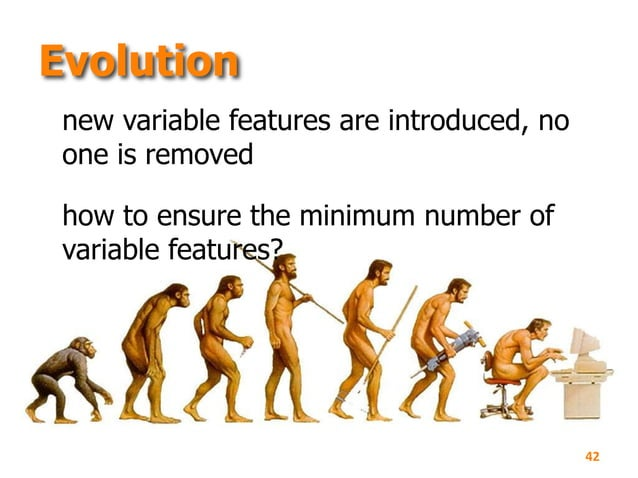 Evolution
new variable features are introduced, no
one is removed
how to ensure the minimum number of
variable features?
42